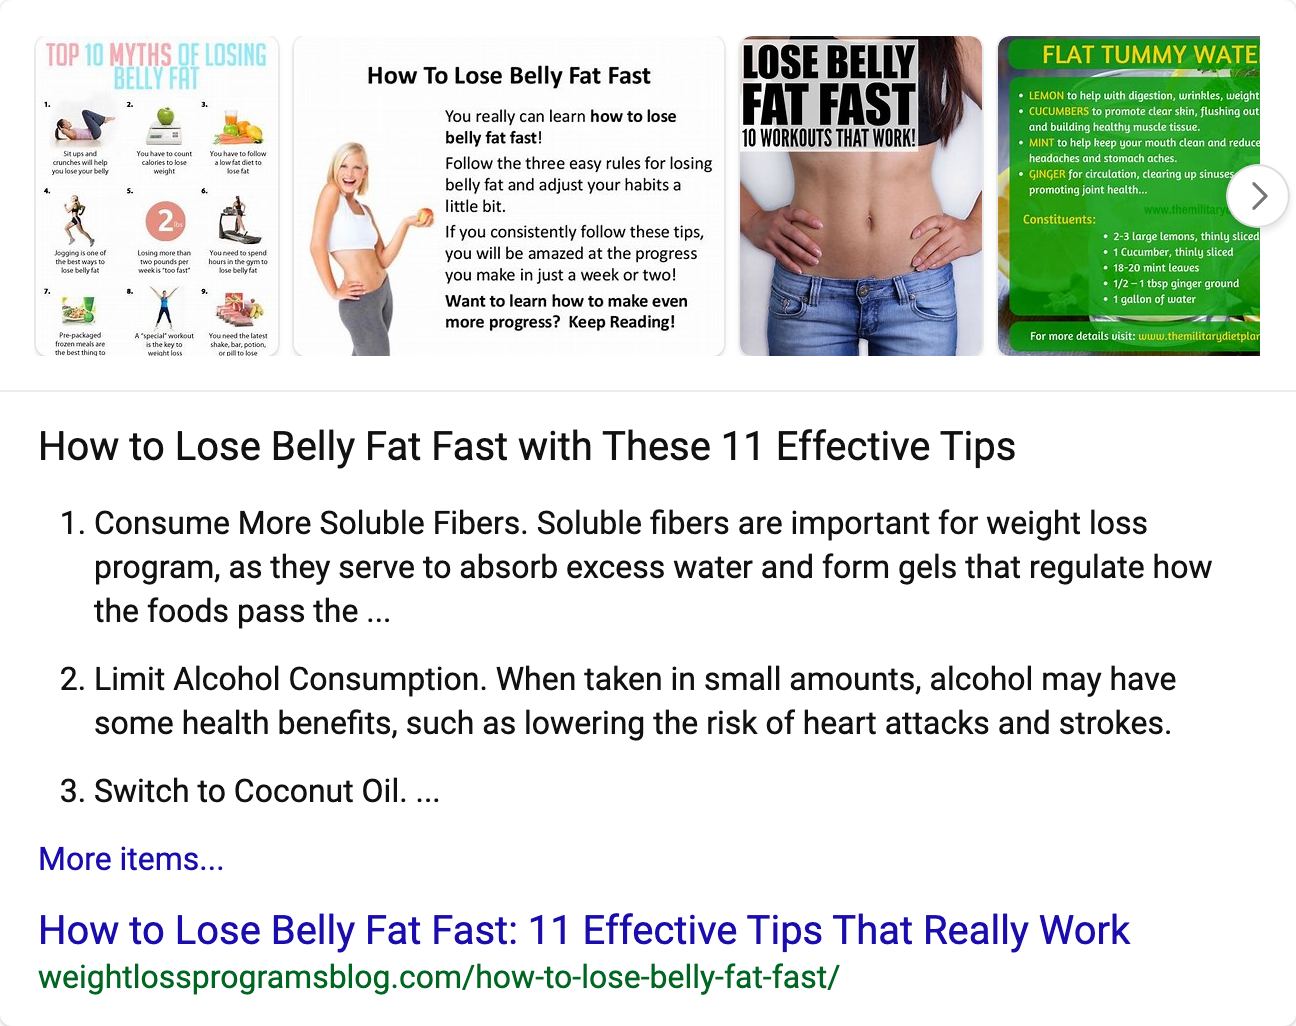 TOP 10 MYTHS OF LOSING
BELLY FAT
1.
Sit ups and
crunches will help
you lose your belly
2.
You have to count
calories to lose
weight
3.
You have to follow
a low fat diet to
lose fat
4.
Jogging is one of
the best ways to
lose belly fat
5.
2 lbs
Losing more than
two pounds per
week is "too fast"
6.
You need to spend
hours in the gym to
lose belly fat
7.
Pre-packaged
frozen meals are
the best thing to
8.
A "special" workout
is the key to
weight loss
9.
You need the latest
shake, bar, potion,
or pill to lose
How To Lose Belly Fat Fast
You really can learn how to lose
belly fat fast!
Follow the three easy rules for losing
belly fat and adjust your habits a
little bit.
If you consistently follow these tips,
you will be amazed at the progress
you make in just a week or two!
Want to learn how to make even
more progress? Keep Reading!
LOSE BELLY
FAT FAST
10 WORKOUTS THAT WORK!
FLAT TUMMY WATE
• LEMON to help with digestion, wrinkles, weight
• CUCUMBERS to promote clear skin, flushing out
and building healthy muscle tissue.
• MINT to help keep your mouth clean and reduce
headaches and stomach aches.
• GINGER for circulation, clearing up sinuses,
promoting joint health...
www.themilitary
Constituents:
• 2-3 large lemons, thinly sliced
• 1 Cucumber, thinly sliced
• 18-20 mint leaves
• 1/2 – 1 tbsp ginger ground
• 1 gallon of water
For more details visit: www.themilitarydietplan
How to Lose Belly Fat Fast with These 11 Effective Tips
1. Consume More Soluble Fibers. Soluble fibers are important for weight loss
program, as they serve to absorb excess water and form gels that regulate how
the foods pass the ...
2. Limit Alcohol Consumption. When taken in small amounts, alcohol may have
some health benefits, such as lowering the risk of heart attacks and strokes.
3. Switch to Coconut Oil. ...
More items...
How to Lose Belly Fat Fast: 11 Effective Tips That Really Work
weightlossprogramsblog.com/how-to-lose-belly-fat-fast/